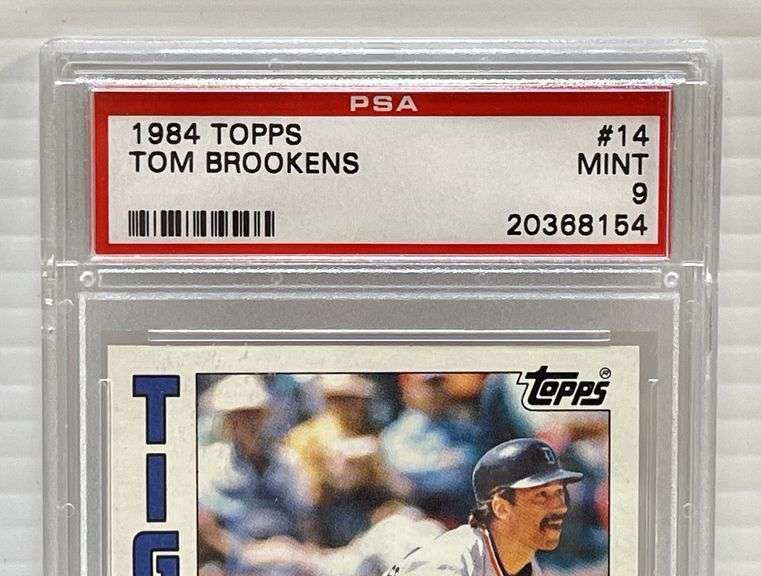 PSA
1984 TOPPS #14
TOM BROOKENS MINT
9
20368154
TOPPS®
TIG